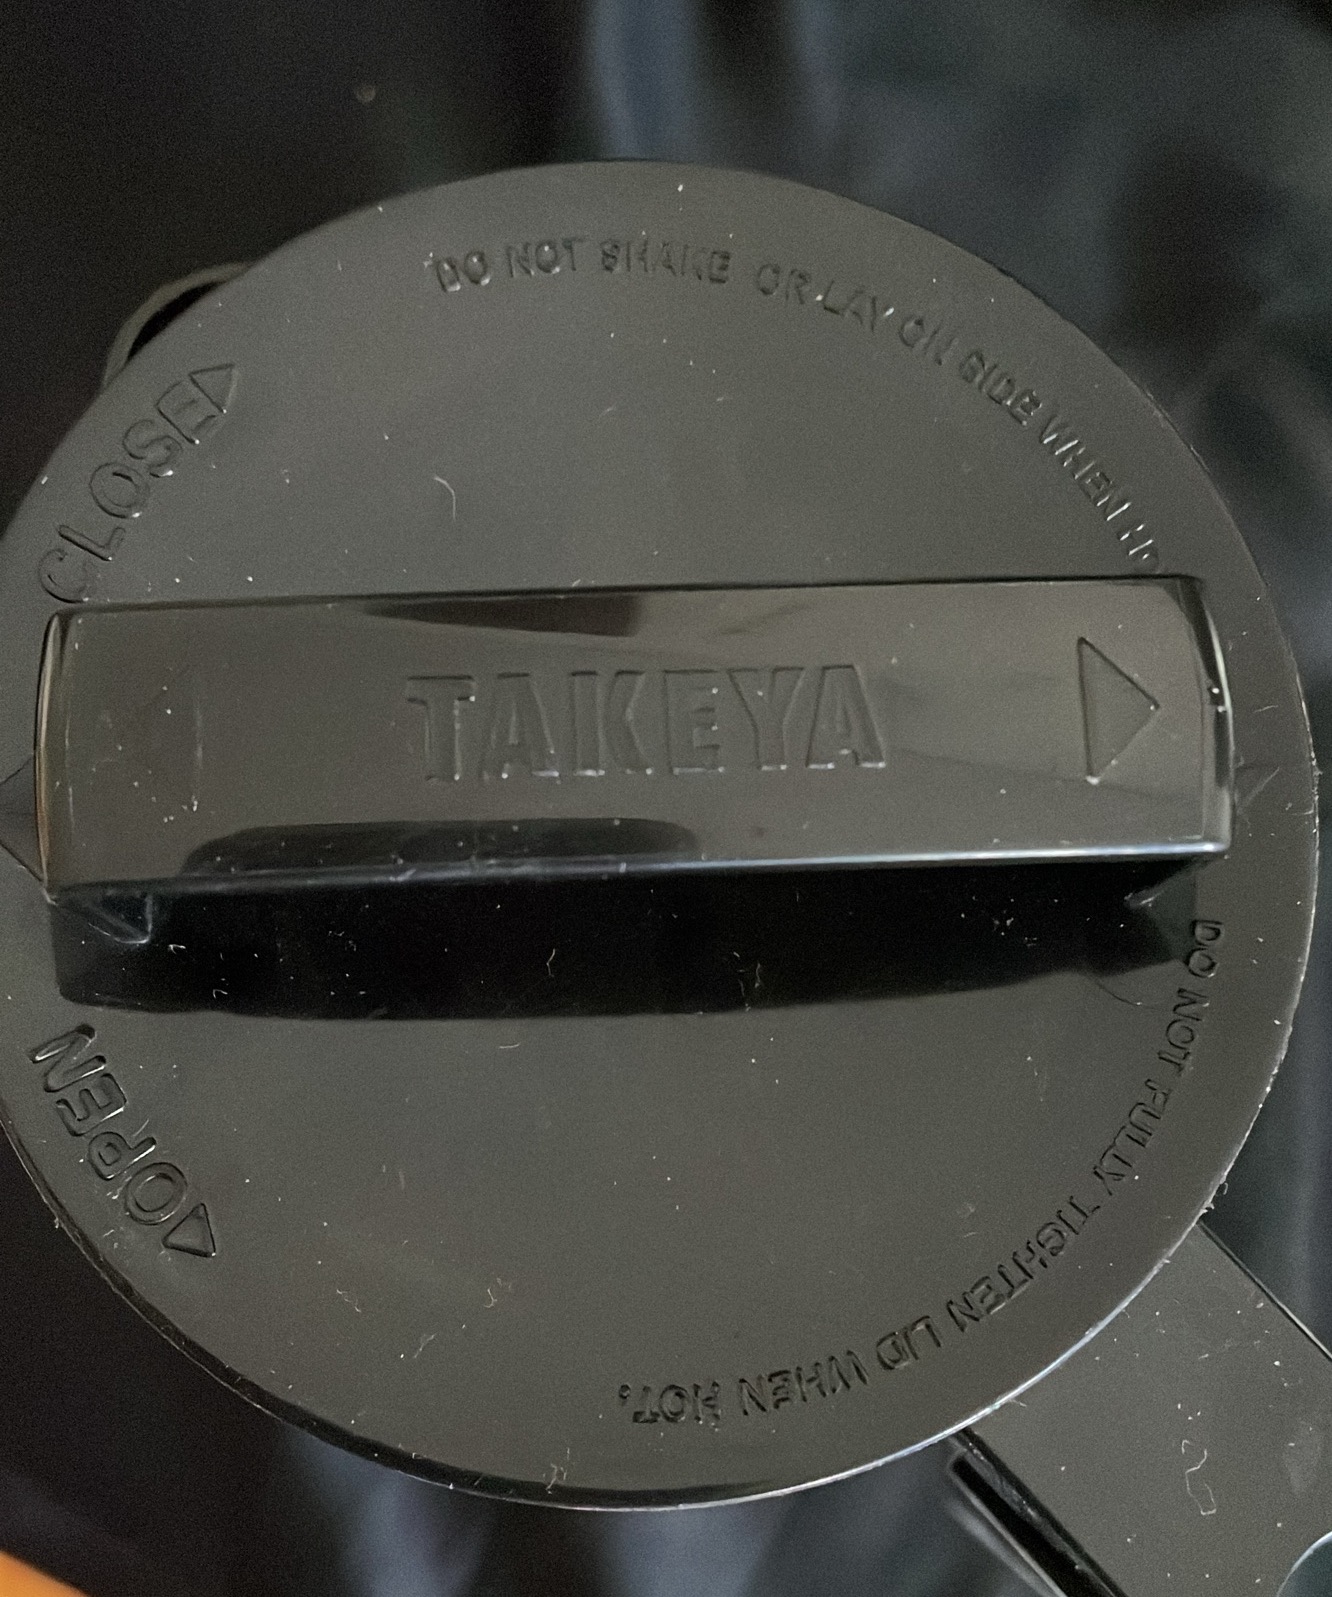 DO NOT SHAKE OR LAY ON SIDE WHEN
CLOSE
TAKEYA
OPEN
DO NOT FULLY TIGHTEN LID WHEN HOT.